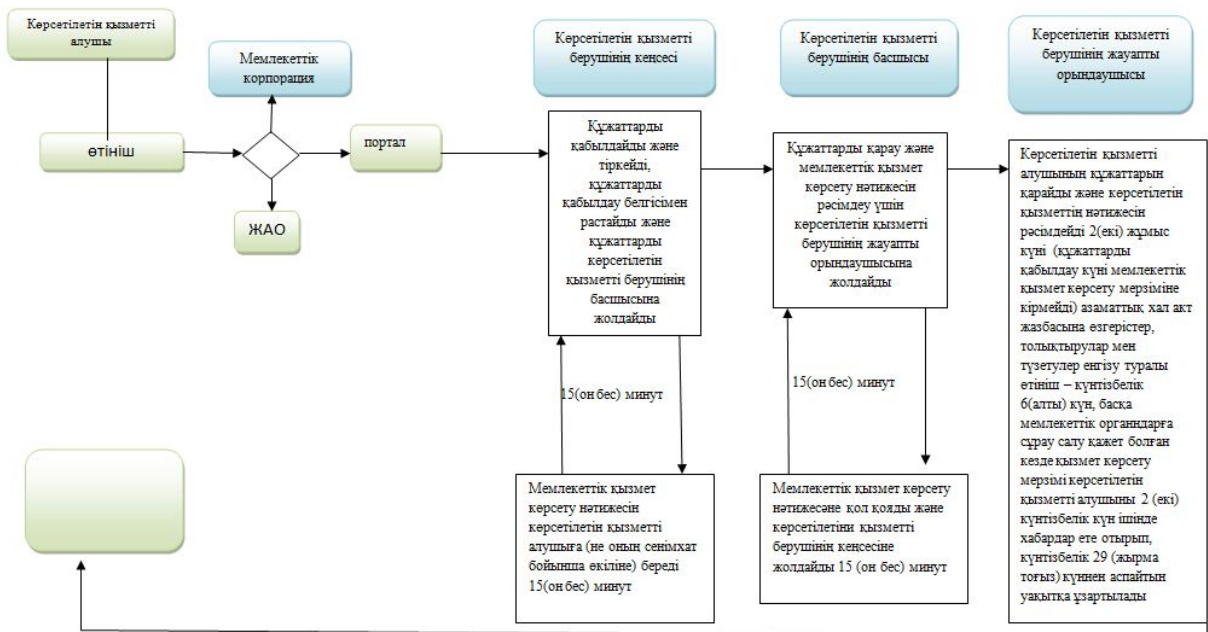 Көрсетілетін қызметті
алушы
Мемлекеттік
корпорация
өтініш
портал
ЖАО
Көрсетілетін қызметті
берушінің кеңсесі
Көрсетілетін қызметті
берушінің басшысы
Көрсетілетін қызметті
берушінің жауапты
орындаушысы
Құжаттарды
қабылдайды және
тіркейді,
құжаттарды
қабылдау белгісімен
растайды және
құжаттарды
көрсетілетін
қызметті берушінің
басшысына
жолдайды
Құжаттарды қарау және
мемлекеттік қызмет
көрсету нәтижесін
рәсімдеу үшін
көрсетілетін қызметті
берушінің жауапты
орындаушысына
жолдайды
Көрсетілетін қызметті
алушының құжаттарын
қарайды және көрсетілетін
қызметтің нәтижесін
рәсімдейді 2(екі) жұмыс
күні (құжаттарды
қабылдау күні мемлекеттік
қызмет көрсету мерзіміне
кірмейді) азаматтық хал акт
жазбасына өзгерістер,
толықтырулар мен
түзетулер енгізу туралы
өтініш – күнтізбелік
6(алты) күн, басқа
мемлекеттік органндарға
сұрау салу қажет болған
кезде қызмет көрсету
мерзімі көрсетілетін
қызметті алушыны 2 (екі)
күнтізбелік күн ішінде
хабардар ете отырып,
күнтізбелік 29 (жырма
тоғыз) күннен аспайтын
уақытқа ұзартылады
15(он бес) минут
15(он бес) минут
Мемлекеттік қызмет
көрсету нәтижесін
көрсетілетін қызметті
алушыға (не оның сенімхат
бойынша өкіліне) береді
15(он бес) минут
Мемлекеттік қызмет көрсету
нәтижесәне қол қояды және
көрсетілетіни қызметті
берушінің кеңсесіне
жолдайды 15 (он бес) минут